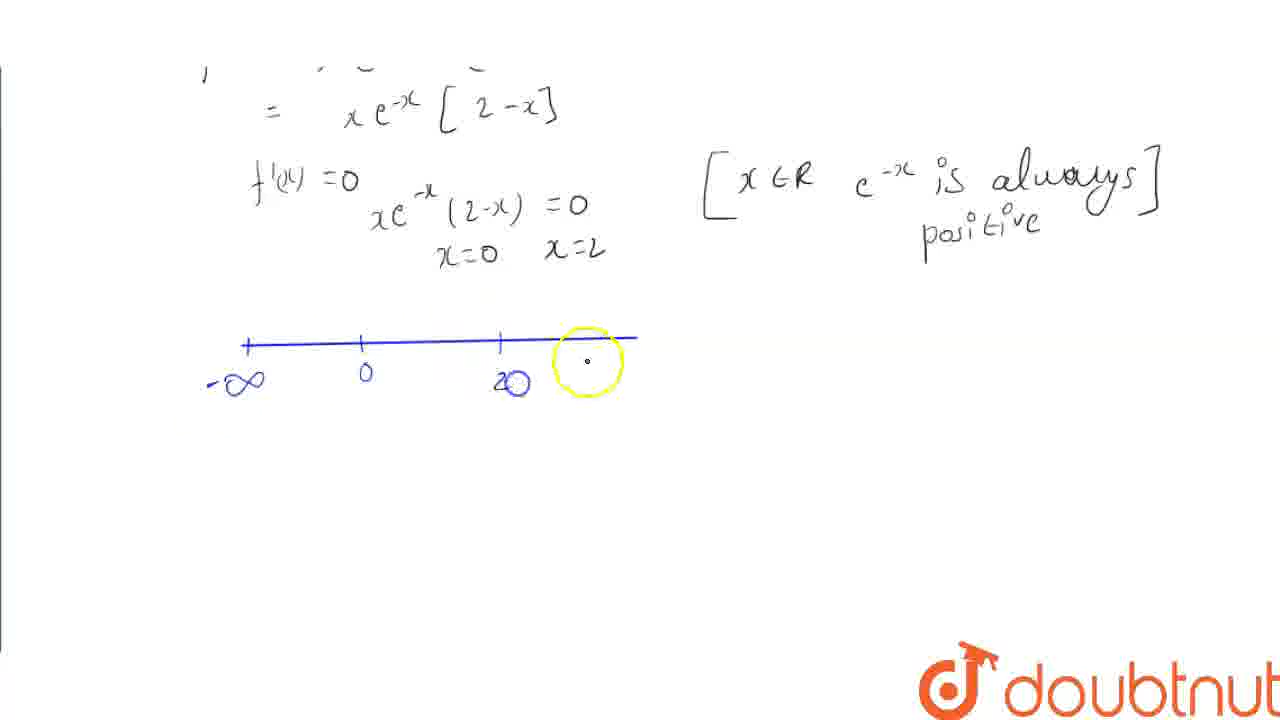 = x e^-x [2-x]
f'(x) = 0
x e^-x (2-x) = 0
x=0 x=2
[x ∈ R e^-x is always]
positive
-∞ 0 2
doubtnut